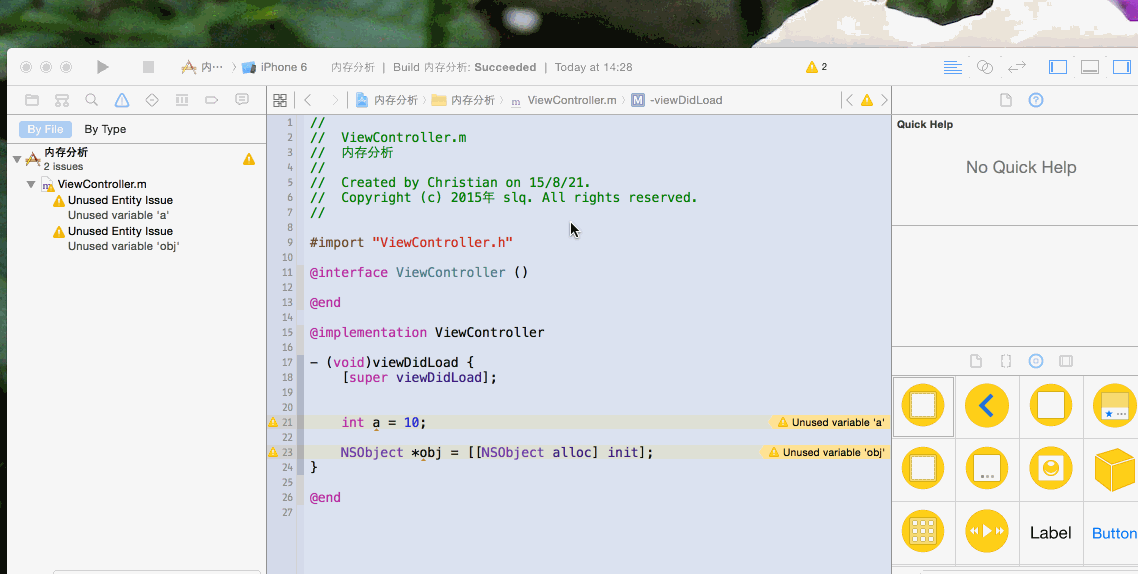 内··· 〉 iPhone 6 内存分析 | Build 内存分析: Succeeded | Today at 14:28 2
内存分析 〉 内存分析 〉 m ViewController.m 〉 M -viewDidLoad
By File By Type
内存分析
2 issues
ViewController.m
Unused Entity Issue
Unused variable 'a'
Unused Entity Issue
Unused variable 'obj'
1 //
2 // ViewController.m
3 // 内存分析
4 //
5 // Created by Christian on 15/8/21.
6 // Copyright (c) 2015年 slq. All rights reserved.
7 //
8
9 #import "ViewController.h"
10
11 @interface ViewController ()
12
13 @end
14
15 @implementation ViewController
16
17 - (void)viewDidLoad {
18 [super viewDidLoad];
19
20
21 int a = 10; Unused variable 'a'
22
23 NSObject *obj = [[NSObject alloc] init]; Unused variable 'obj'
24 }
25
26 @end
27
Quick Help
No Quick Help
Label
Button